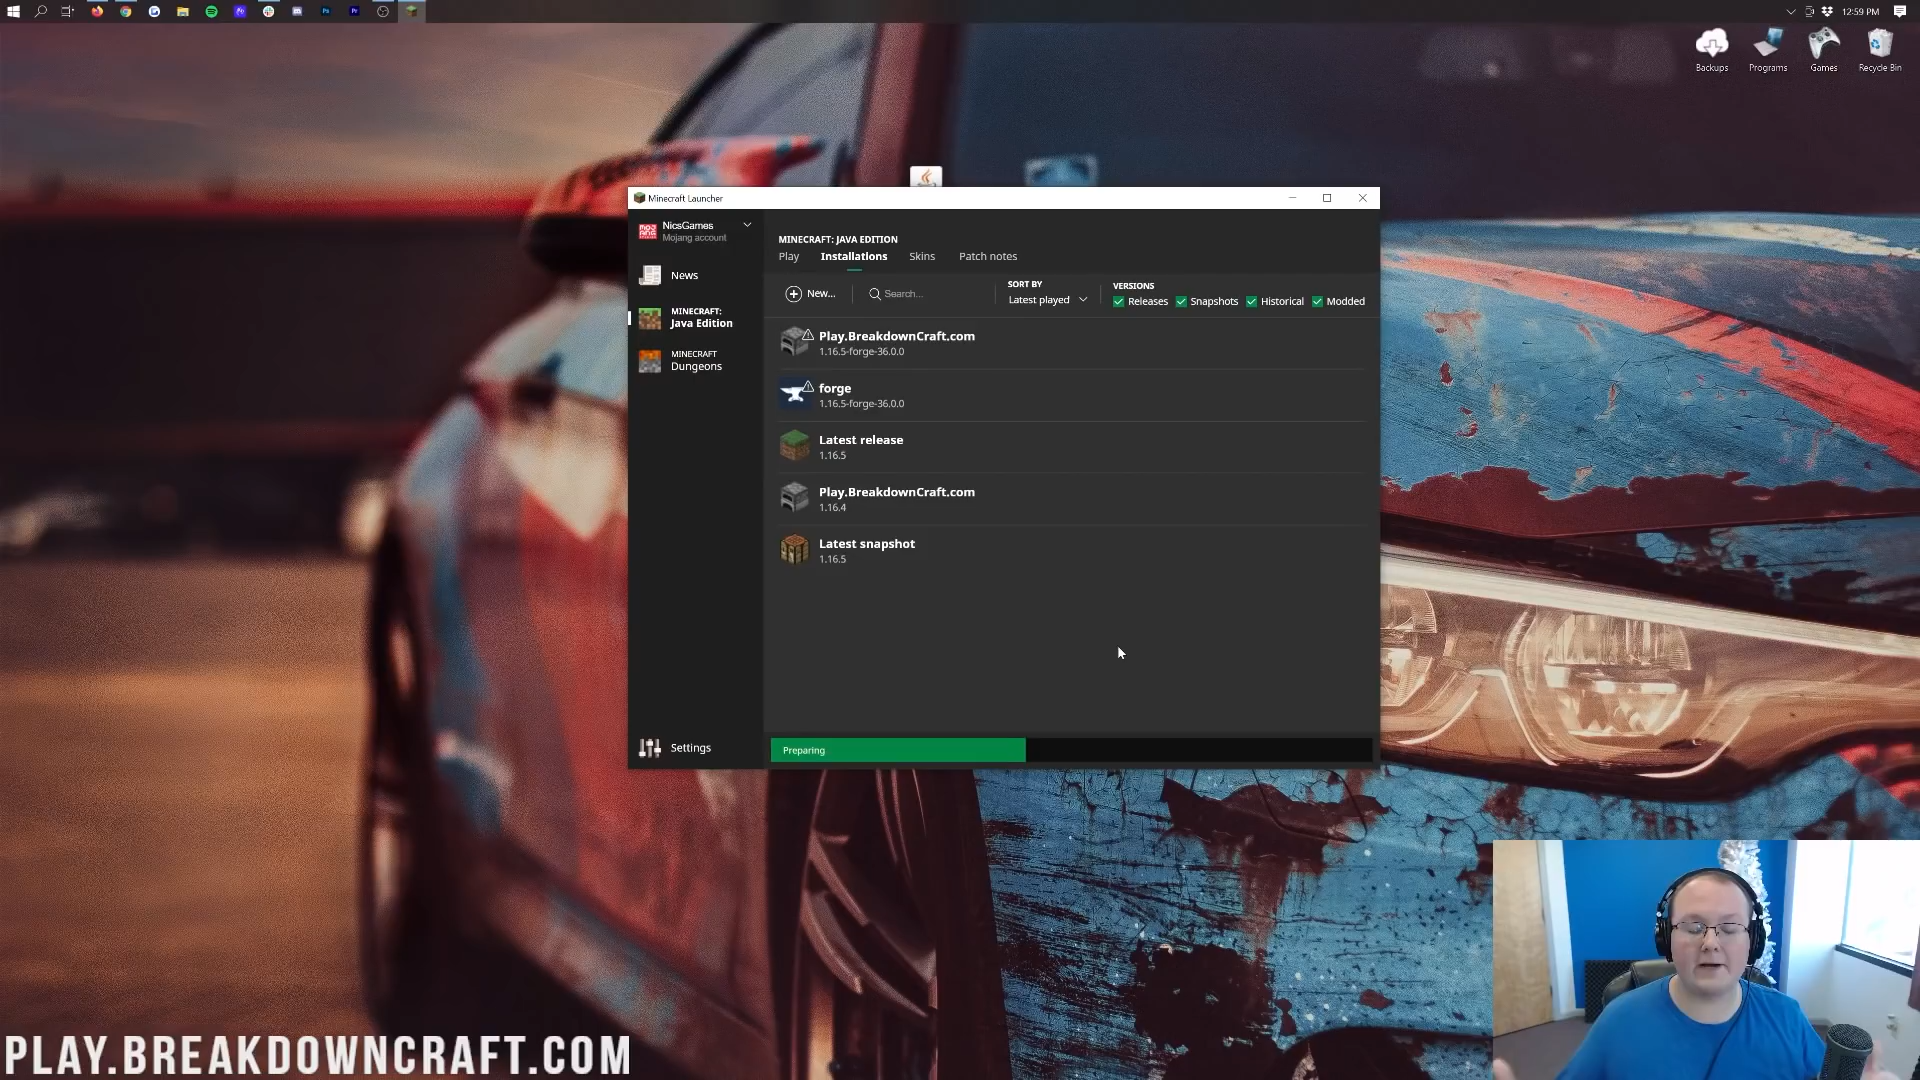 12:59 PM
Backups
Programs
Games
Recycle Bin
Minecraft Launcher
NicsGames
Mojang account
News
MINECRAFT:
Java Edition
MINECRAFT
Dungeons
Settings
MINECRAFT: JAVA EDITION
Play Installations Skins Patch notes
New...
Search...
SORT BY
Latest played
VERSIONS
Releases Snapshots Historical Modded
Play.BreakdownCraft.com
1.16.5-forge-36.0.0
forge
1.16.5-forge-36.0.0
Latest release
1.16.5
Play.BreakdownCraft.com
1.16.4
Latest snapshot
1.16.5
Preparing
PLAY.BREAKDOWNCRAFT.COM